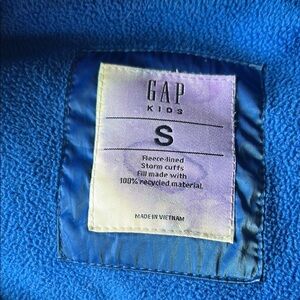 GAP
KIDS
S
Fleece-lined
Storm cuffs
Fill made with
100% recycled material
MADE IN VIETNAM